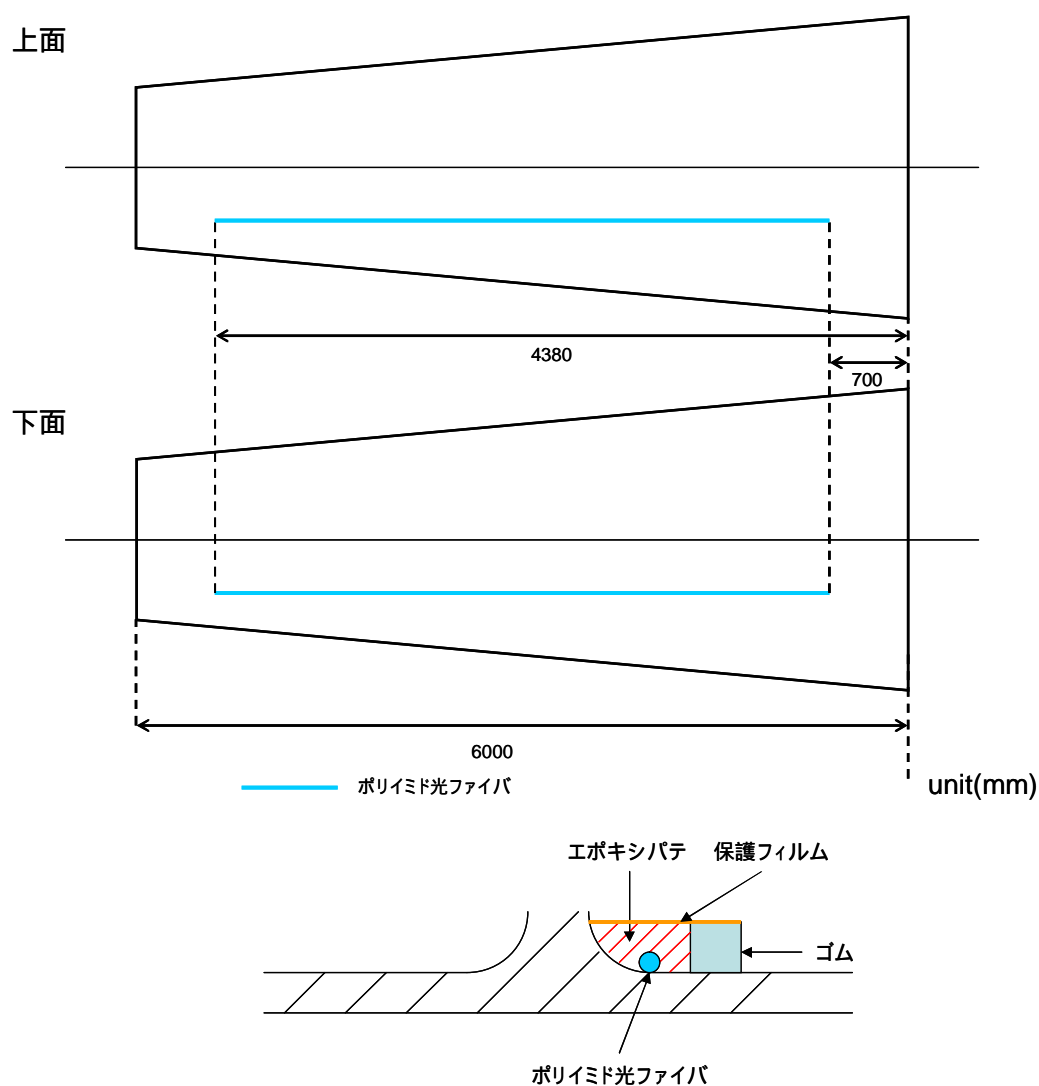 上面
4380
700
下面
6000
ポリイミド光ファイバ
unit(mm)
エポキシパテ
保護フィルム
ゴム
ポリイミド光ファイバ